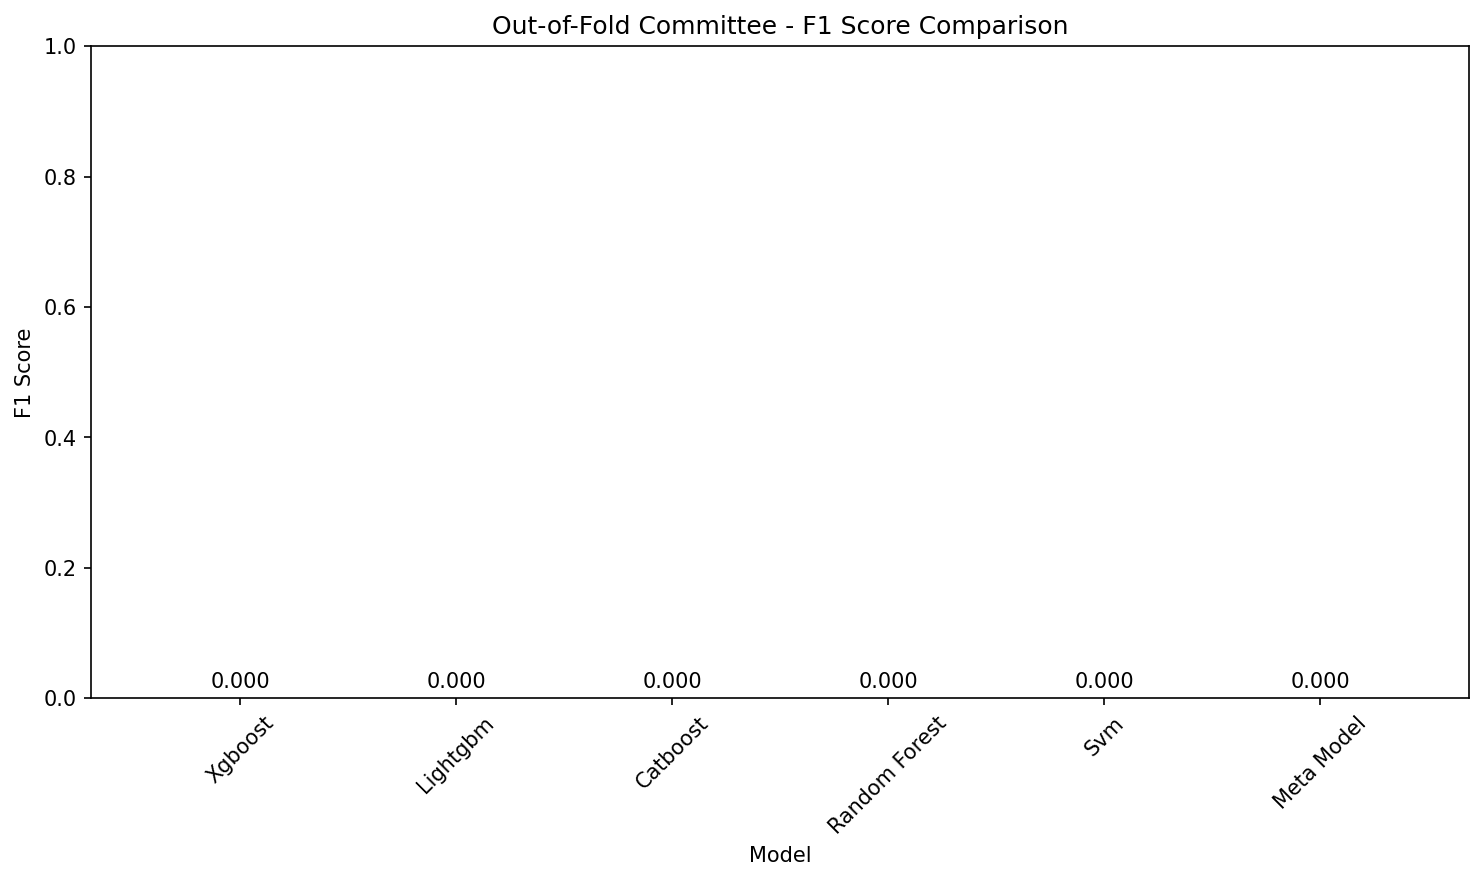 Out-of-Fold Committee - F1 Score Comparison
1.0
0.8
0.6
0.4
0.2
0.0
F1 Score
0.000 0.000 0.000 0.000 0.000 0.000
Xgboost Lightgbm Catboost Random Forest Svm Meta Model
Model